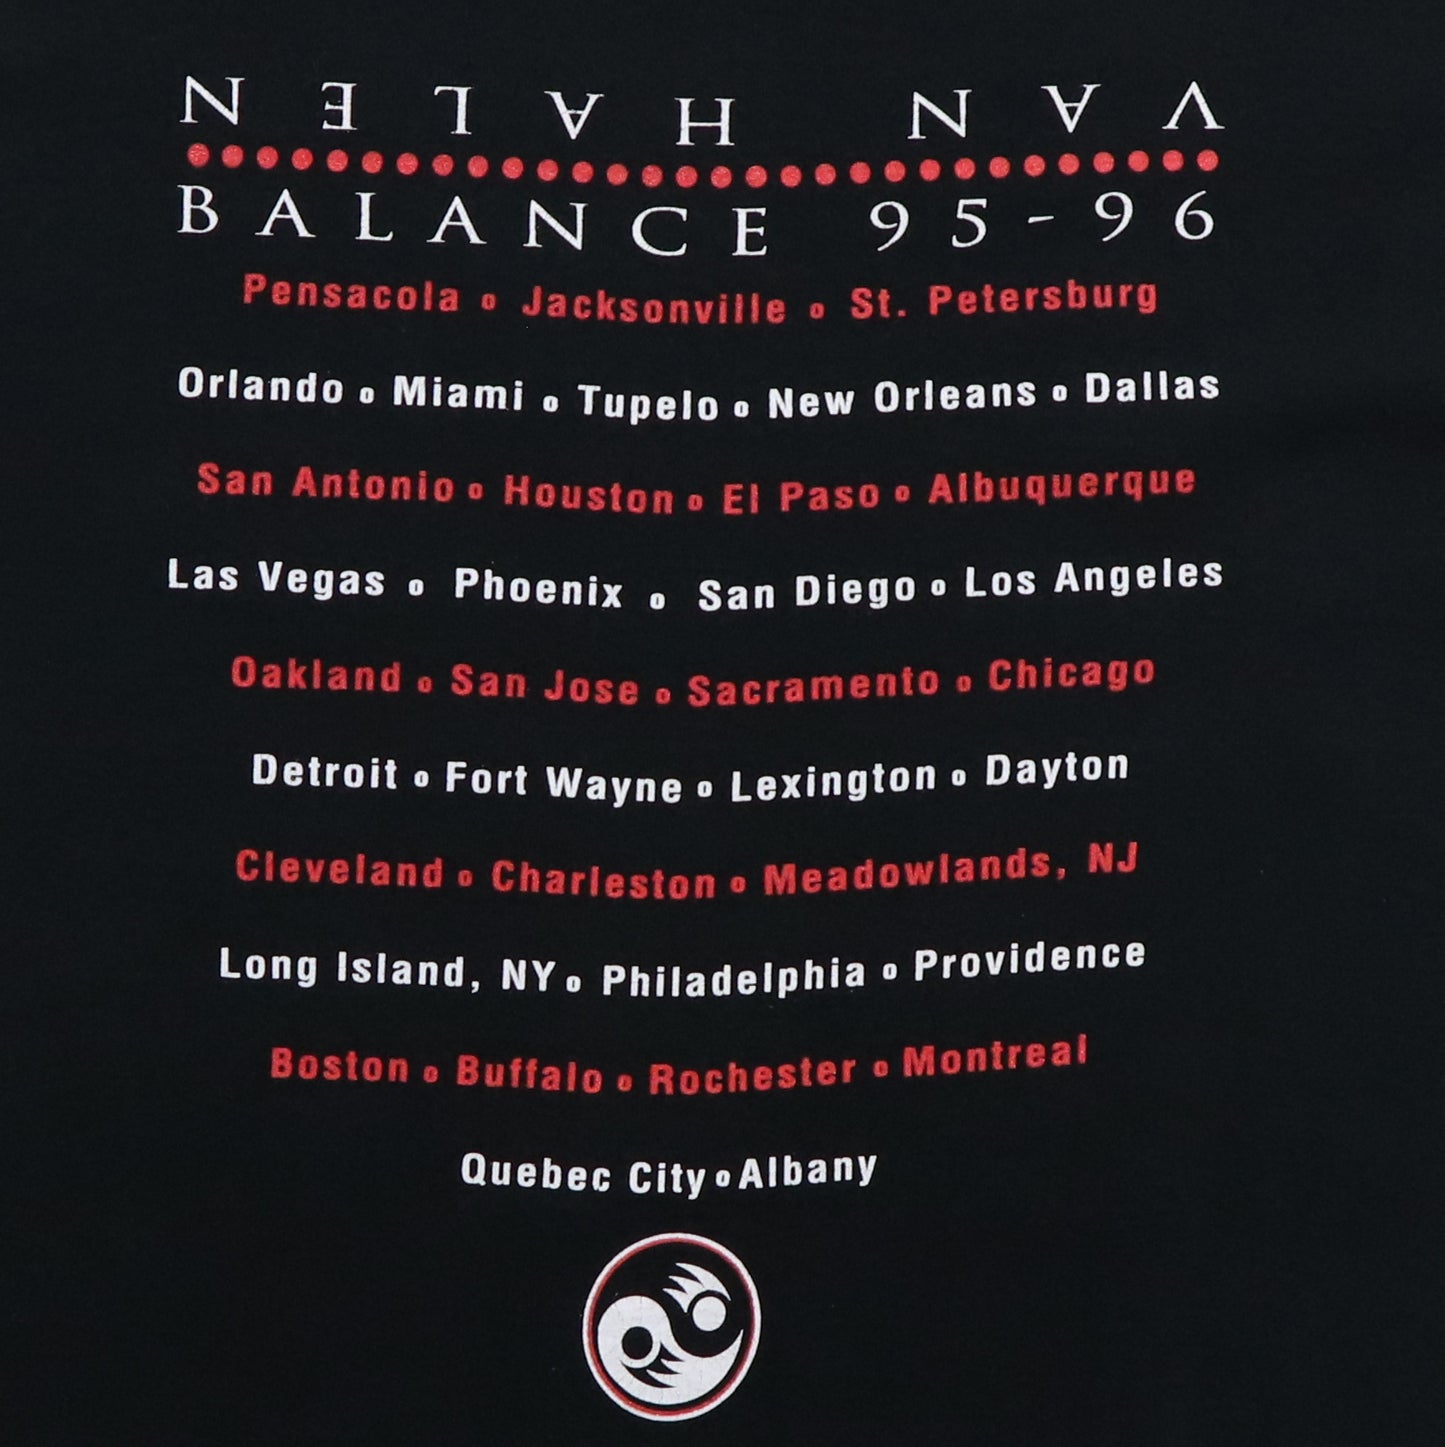 VAN HALEN
BALANCE 95-96
Pensacola o Jacksonville o St. Petersburg
Orlando o Miami o Tupelo o New Orleans o Dallas
San Antonio o Houston o El Paso o Albuquerque
Las Vegas o Phoenix o San Diego o Los Angeles
Oakland o San Jose o Sacramento o Chicago
Detroit o Fort Wayne o Lexington o Dayton
Cleveland o Charleston o Meadowlands, NJ
Long Island, NY o Philadelphia o Providence
Boston o Buffalo o Rochester o Montreal
Quebec City o Albany